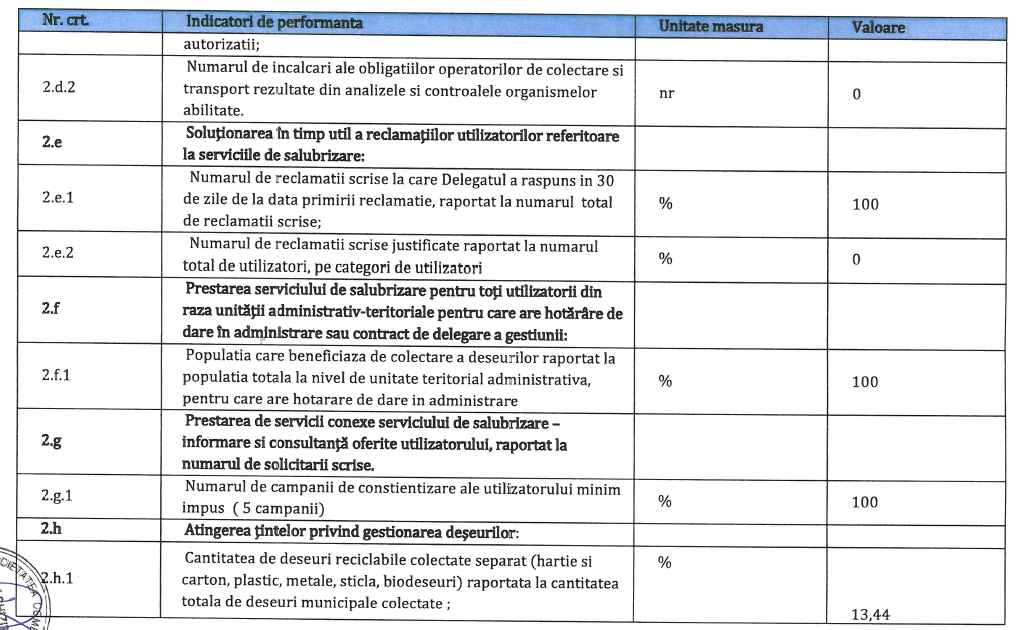 Nr. crt. Indicatori de performanta Unitate masura Valoare
autorizatii;
Numarul de incalcari ale obligatiilor operatorilor de colectare si
2.d.2 transport rezultate din analizele si controalele organismelor nr 0
abilitate.
2.e Soluționarea în timp util a reclamațiilor utilizatorilor referitoare
la serviciile de salubrizare:
Numarul de reclamatii scrise la care Delegatul a raspuns in 30
2.e.1 de zile de la data primirii reclamatie, raportat la numarul total % 100
de reclamatii scrise;
2.e.2 Numarul de reclamatii scrise justificate raportat la numarul
total de utilizatori, pe categori de utilizatori % 0
Prestarea serviciului de salubrizare pentru toți utilizatorii din
2.f raza unității administrativ-teritoriale pentru care are hotărâre de
dare în administrare sau contract de delegare a gestiunii:
Populatia care beneficiaza de colectare a deseurilor raportat la
2.f.1 populatia totala la nivel de unitate teritorial administrativa, % 100
pentru care are hotarare de dare in administrare
Prestarea de servicii conexe serviciului de salubrizare –
2.g informare si consultanță oferite utilizatorului, raportat la
numarul de solicitarii scrise.
2.g.1 Numarul de campanii de constientizare ale utilizatorului minim
impus ( 5 campanii) % 100
2.h Atingerea țintelor privind gestionarea deșeurilor:
Cantitatea de deseuri reciclabile colectate separat (hartie si %
2.h.1 carton, plastic, metale, sticla, biodeseuri) raportata la cantitatea
totala de deseuri municipale colectate ; 13,44